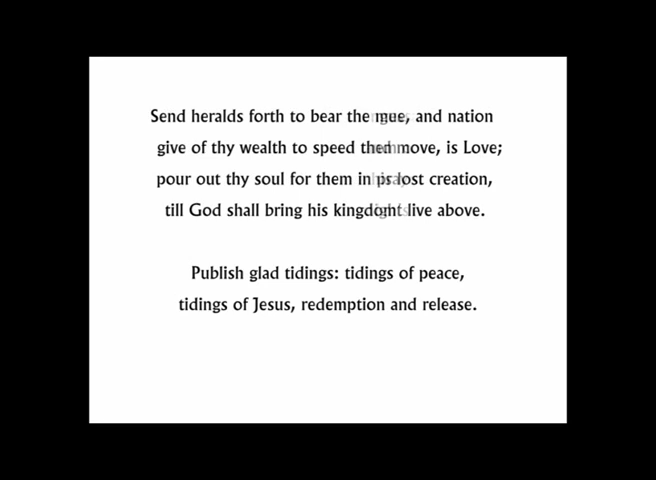 Send heralds forth to bear the, and nation
give of thy wealth to speed move, is Love;
pour out thy soul for them in lost creation,
till God shall bring his live above.
Publish glad tidings: tidings of peace,
tidings of Jesus, redemption and release.